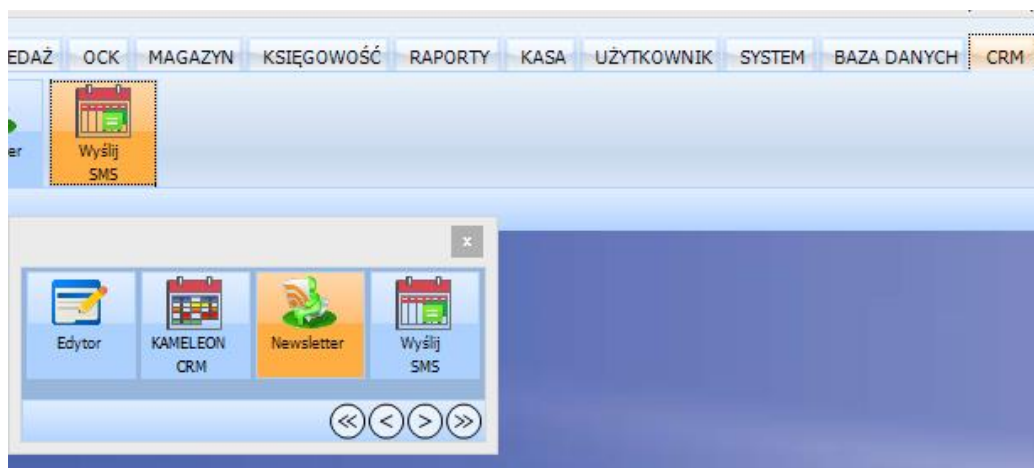 EDAŻ OCK MAGAZYN KSIĘGOWOŚĆ RAPORTY KASA UŻYTKOWNIK SYSTEM BAZA DANYCH CRM
er
Wyślij
SMS
x
Edytor
KAMELEON
CRM
Newsletter
Wyślij
SMS